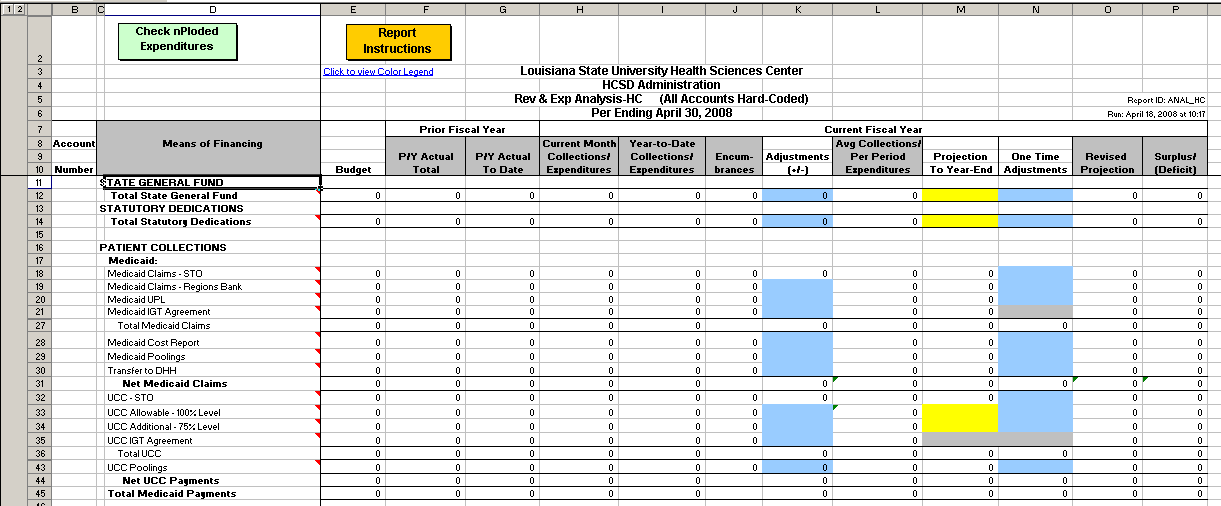 1 2 B C D E F G H I J K L M N O P
Check nPloded
Expenditures
Report
Instructions
2
3 Click to view Color Legend Louisiana State University Health Sciences Center
4 HCSD Administration
5 Rev & Exp Analysis-HC (All Accounts Hard-Coded) Report ID: ANAL_HC
6 Per Ending April 30, 2008 Run: April 18, 2008 at 10:17
7 Prior Fiscal Year Current Fiscal Year
8 Account Means of Financing Current Month Year-to-Date Avg Collections/
9 P/Y Actual P/Y Actual Collections/ Collections/ Encum- Adjustments Per Period Projection One Time Revised Surplus/
10 Number Budget Total To Date Expenditures Expenditures brances (+/-) Expenditures To Year-End Adjustments Projection (Deficit)
11 STATE GENERAL FUND
12 Total State General Fund 0 0 0 0 0 0 0 0 0 0
13 STATUTORY DEDICATIONS
14 Total Statutory Dedications 0 0 0 0 0 0 0 0 0 0
15
16 PATIENT COLLECTIONS
17 Medicaid:
18 Medicaid Claims - STO 0 0 0 0 0 0 0 0 0 0 0
19 Medicaid Claims - Regions Bank 0 0 0 0 0 0 0 0 0 0
20 Medicaid UPL 0 0 0 0 0 0 0 0 0 0
21 Medicaid IGT Agreement 0 0 0 0 0 0 0 0 0 0
27 Total Medicaid Claims 0 0 0 0 0 0 0 0 0 0 0
28 Medicaid Cost Report 0 0 0 0 0 0 0 0 0 0
29 Medicaid Poolings 0 0 0 0 0 0 0 0 0 0
30 Transfer to DHH 0 0 0 0 0 0 0 0 0 0
31 Net Medicaid Claims 0 0 0 0 0 0 0 0 0 0 0
32 UCC - STO 0 0 0 0 0 0 0 0 0 0 0
33 UCC Allowable - 100% Level 0 0 0 0 0 0 0 0 0
34 UCC Additional - 75% Level 0 0 0 0 0 0 0 0 0
35 UCC IGT Agreement 0 0 0 0 0 0 0 0 0
36 Total UCC 0 0 0 0 0 0 0 0 0 0 0
43 UCC Poolings 0 0 0 0 0 0 0 0 0 0 0
44 Net UCC Payments 0 0 0 0 0 0 0 0 0 0 0
45 Total Medicaid Payments 0 0 0 0 0 0 0 0 0 0 0